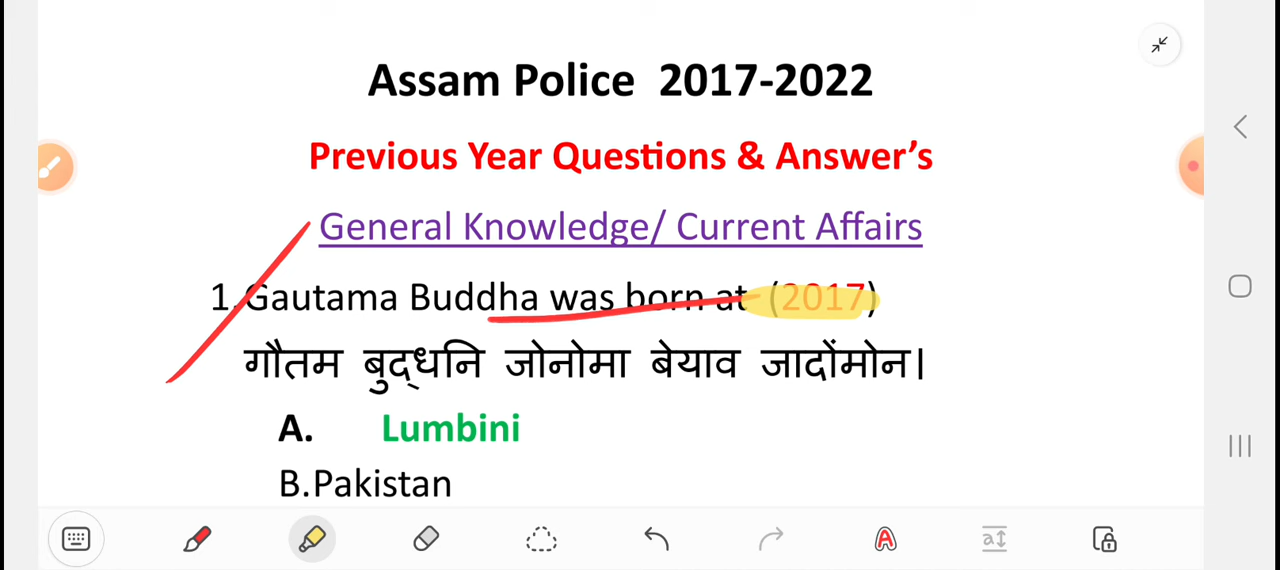 Assam Police 2017-2022
Previous Year Questions & Answer’s
General Knowledge/ Current Affairs
1. Gautama Buddha was born at (2017)
गौतम बुद्धनि जोनोमा बेयाव जादोंमोन।
A. Lumbini
B.Pakistan